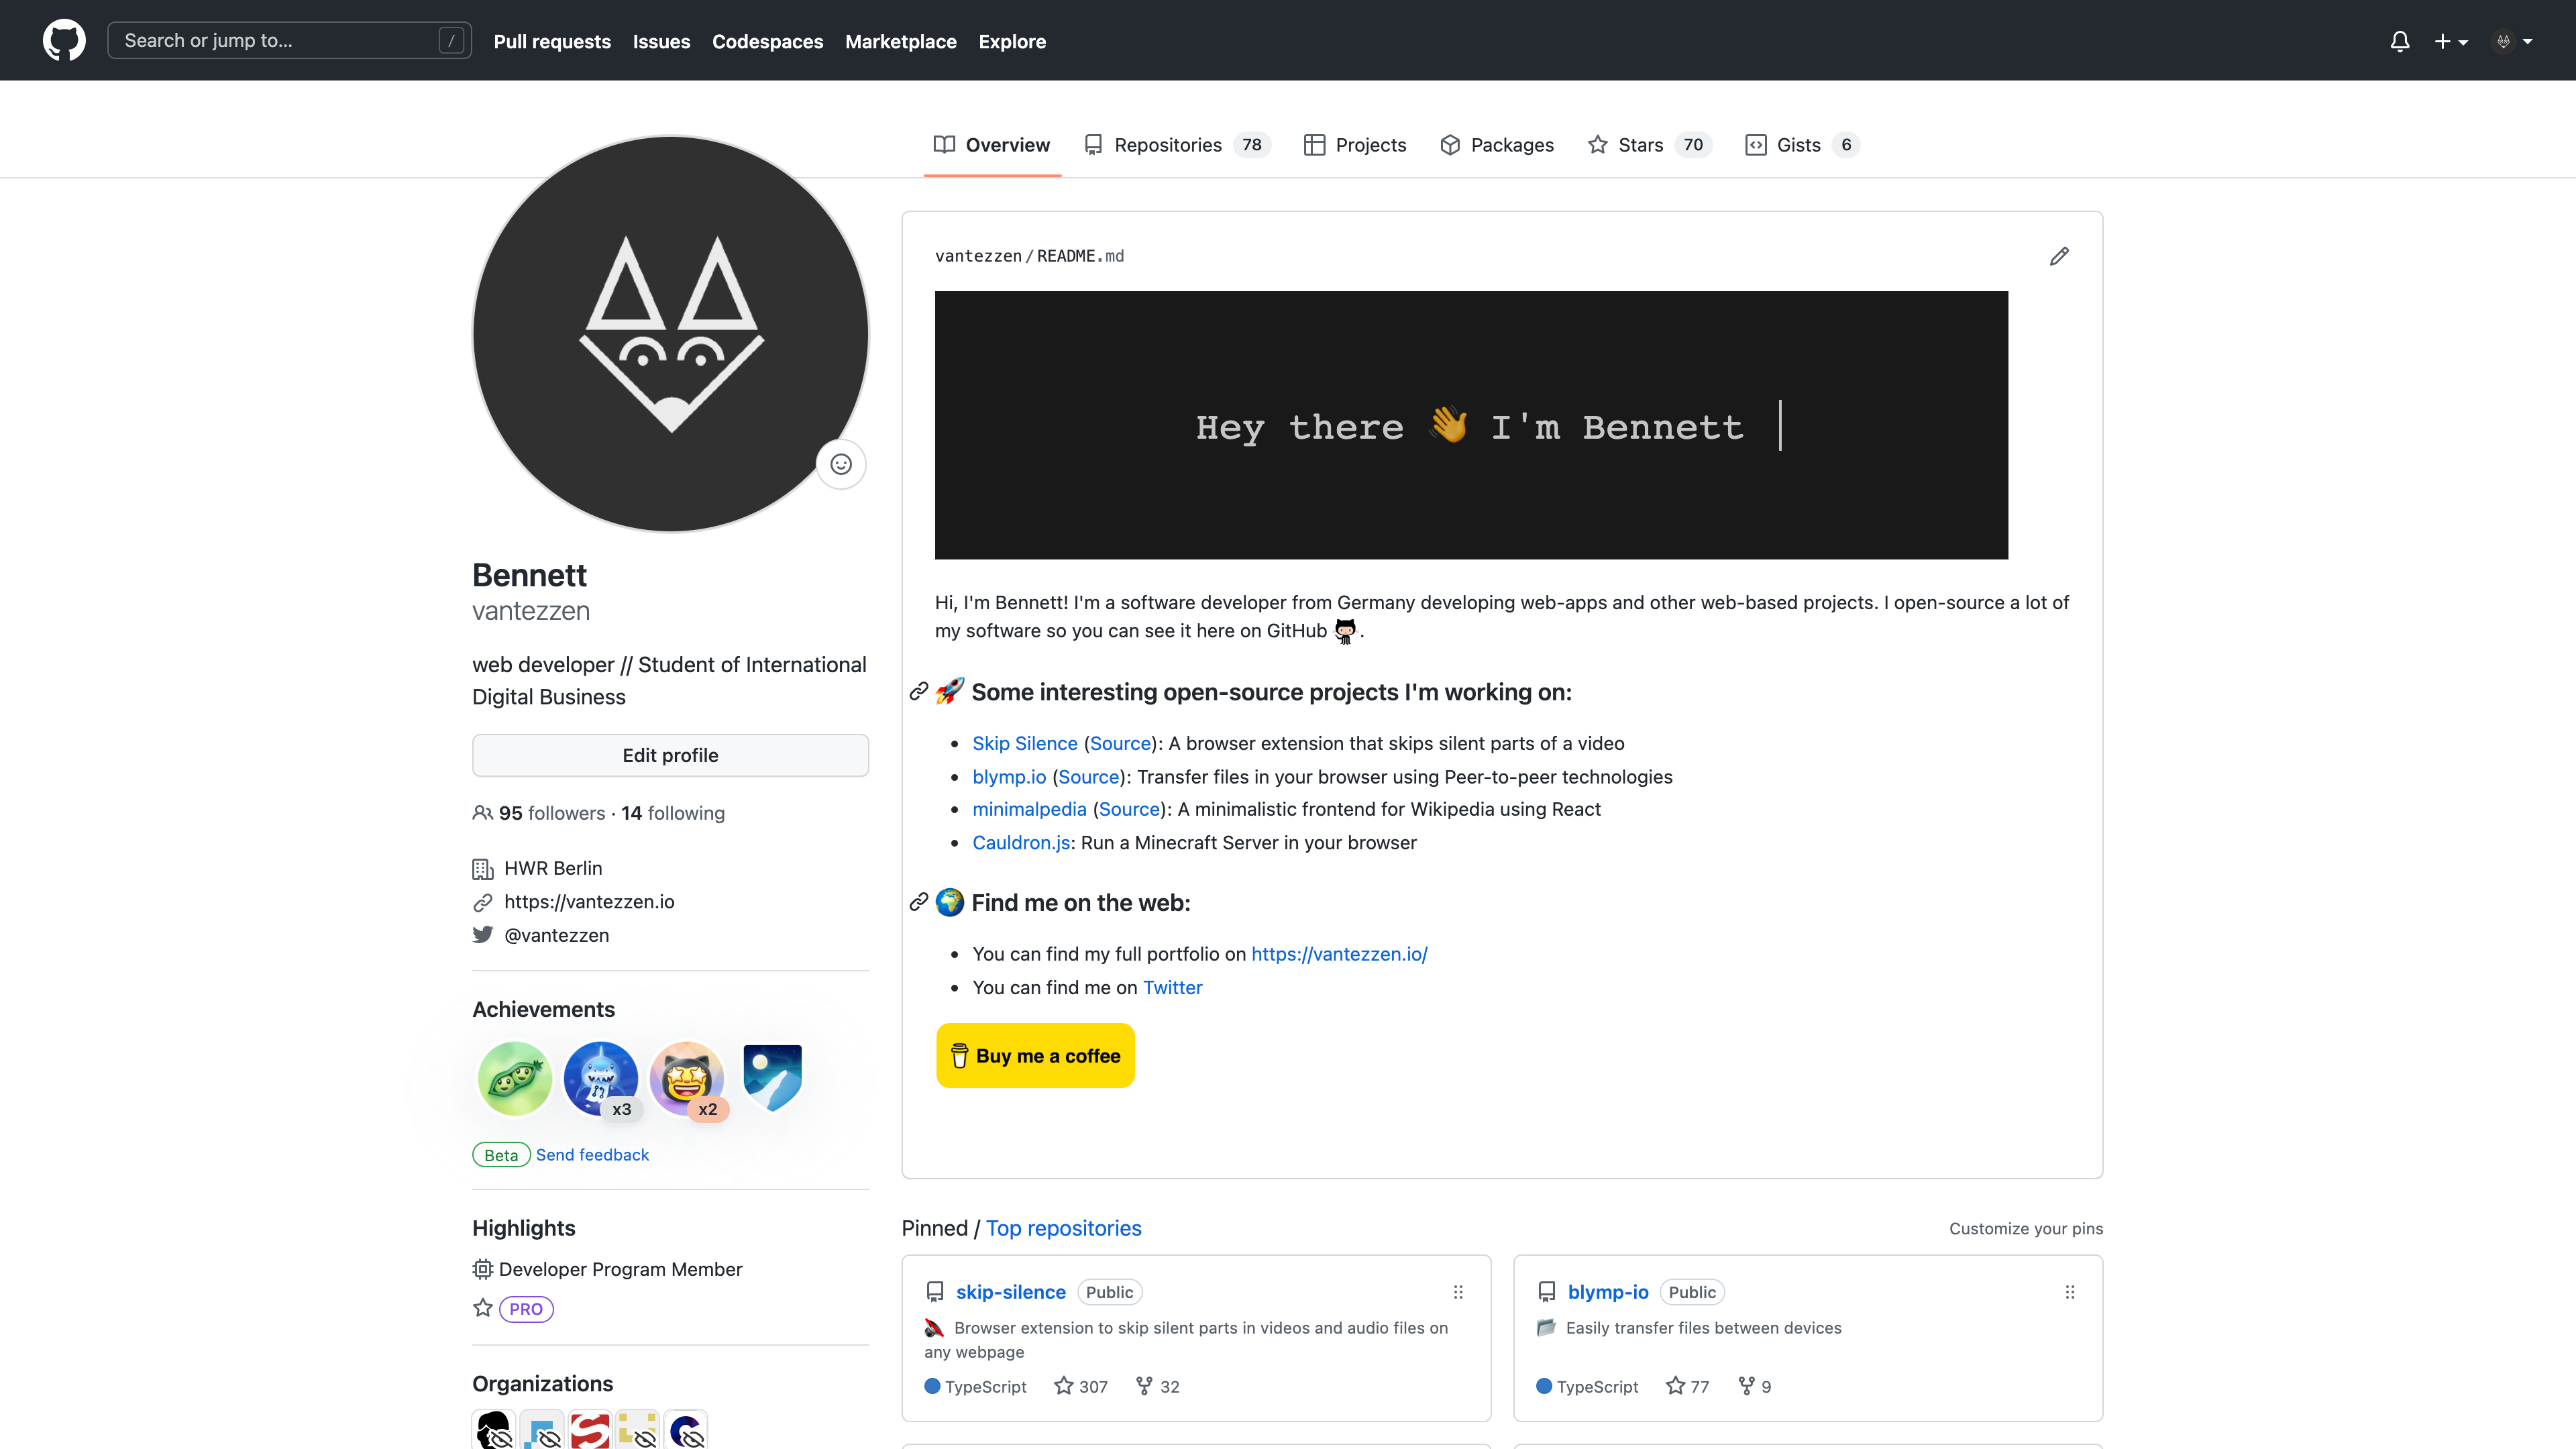 Search or jump to... /
Pull requests Issues Codespaces Marketplace Explore
Overview Repositories 78 Projects Packages Stars 70 Gists 6
Bennett
vantezzen
web developer // Student of International
Digital Business
Edit profile
95 followers · 14 following
HWR Berlin
https://vantezzen.io
@vantezzen
Achievements
x3
x2
Beta Send feedback
Highlights
Developer Program Member
PRO
Organizations
vantezzen/README.md
Hey there 👋 I'm Bennett
Hi, I'm Bennett! I'm a software developer from Germany developing web-apps and other web-based projects. I open-source a lot of
my software so you can see it here on GitHub .
🚀 Some interesting open-source projects I'm working on:
• Skip Silence (Source): A browser extension that skips silent parts of a video
• blymp.io (Source): Transfer files in your browser using Peer-to-peer technologies
• minimalpedia (Source): A minimalistic frontend for Wikipedia using React
• Cauldron.js: Run a Minecraft Server in your browser
🌍 Find me on the web:
• You can find my full portfolio on https://vantezzen.io/
• You can find me on Twitter
Buy me a coffee
Pinned / Top repositories
Customize your pins
skip-silence Public
Browser extension to skip silent parts in videos and audio files on
any webpage
TypeScript 307 32
blymp-io Public
Easily transfer files between devices
TypeScript 77 9